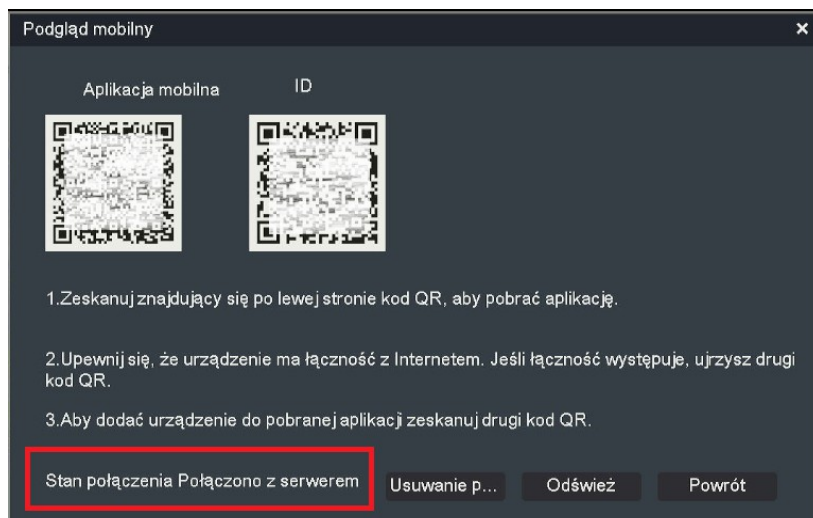 Podgląd mobilny
Aplikacja mobilna ID
1.Zeskanuj znajdujący się po lewej stronie kod QR, aby pobrać aplikację.
2.Upewnij się, że urządzenie ma łączność z Internetem. Jeśli łączność występuje, ujrzysz drugi
kod QR.
3.Aby dodać urządzenie do pobranej aplikacji zeskanuj drugi kod QR.
Stan połączenia Połączono z serwerem Usuwanie p... Odśwież Powrót